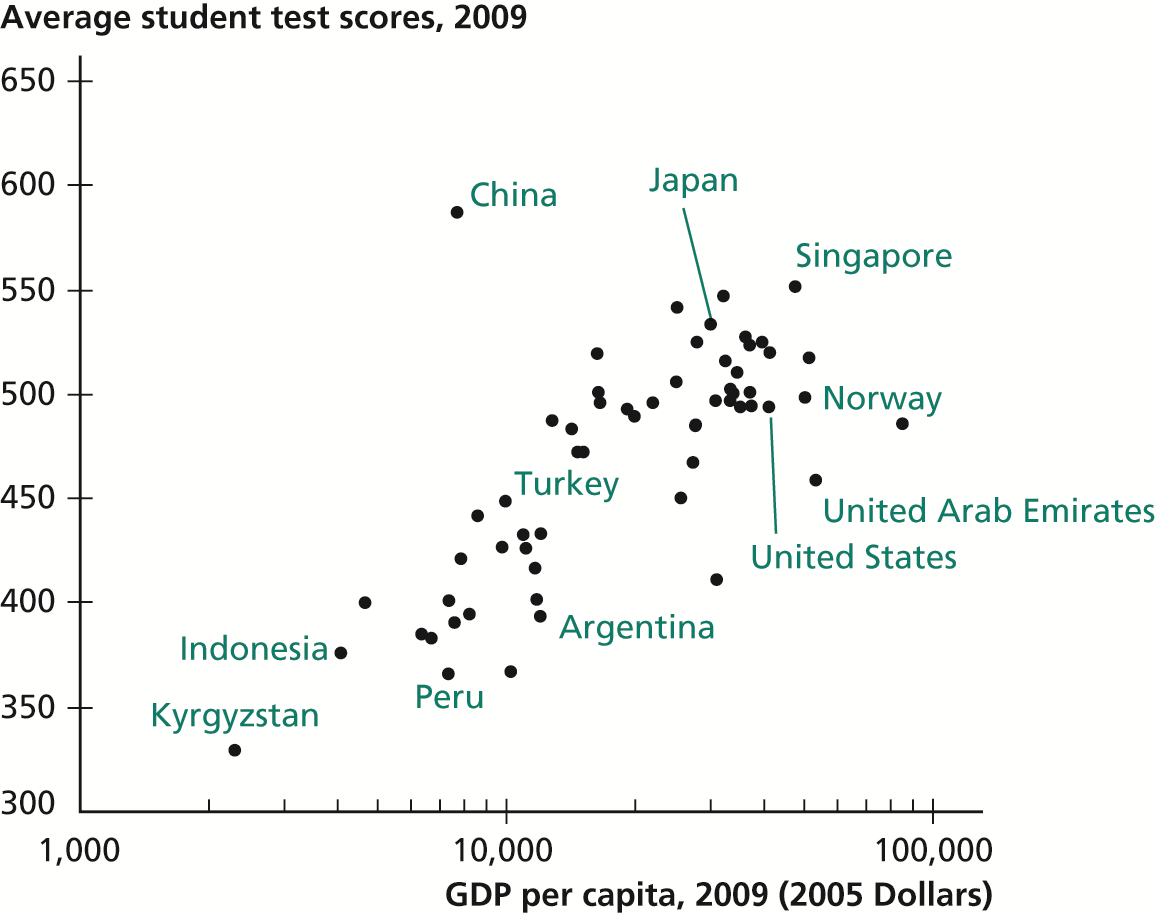 Average student test scores, 2009
650
600
China
Japan
Singapore
550
500
Norway
450
Turkey
United Arab Emirates
United States
400
Argentina
Indonesia
Peru
350
Kyrgyzstan
300
1,000
10,000
100,000
GDP per capita, 2009 (2005 Dollars)